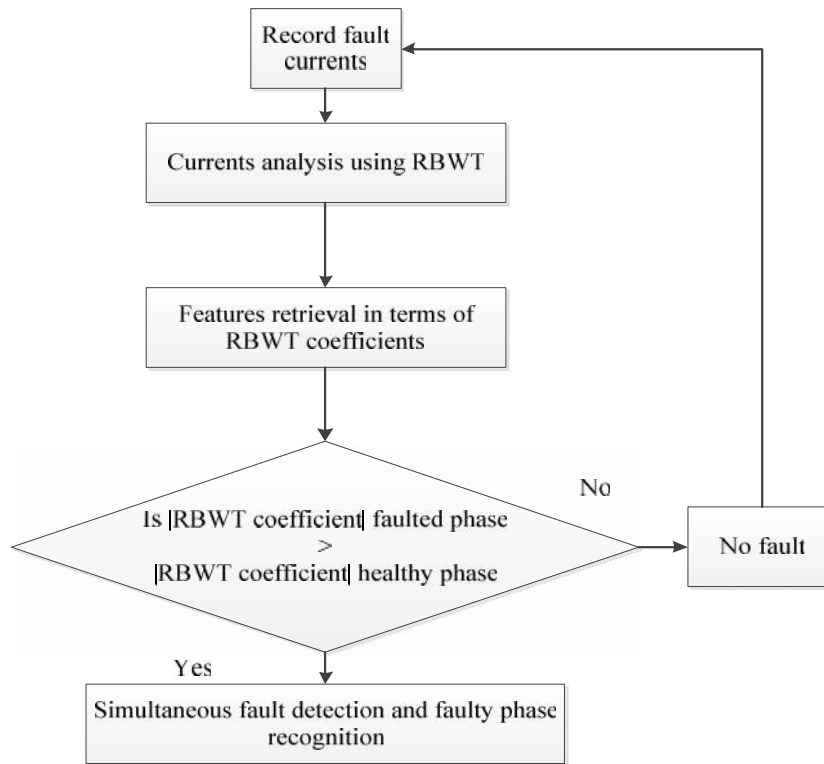 Record fault
currents
Currents analysis using RBWT
Features retrieval in terms of
RBWT coefficients
Is |RBWT coefficient| faulted phase
>
|RBWT coefficient| healthy phase
No
No fault
Yes
Simultaneous fault detection and faulty phase
recognition